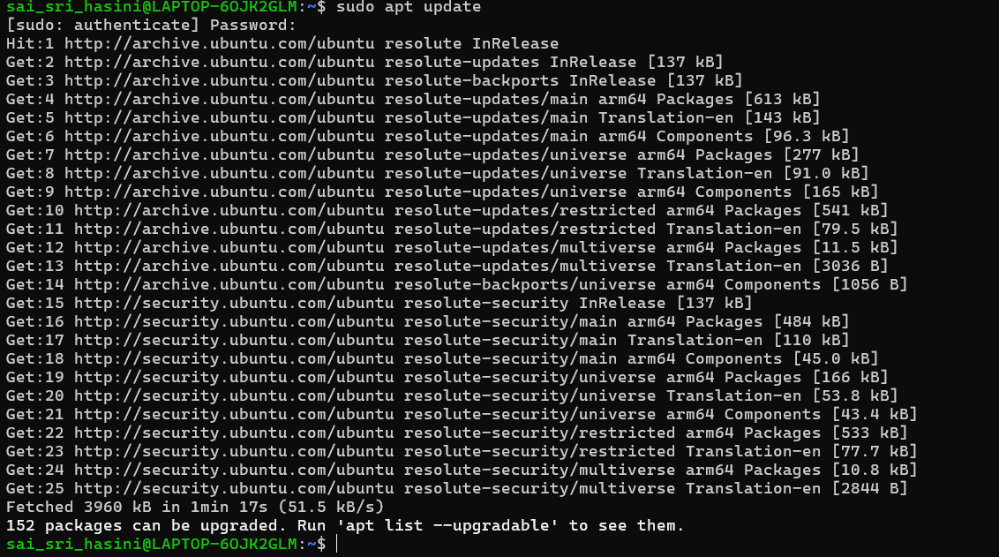 sai_sri_hasini@LAPTOP-6OJK2GLM:~$ sudo apt update
[sudo: authenticate] Password:
Hit:1 http://archive.ubuntu.com/ubuntu resolute InRelease
Get:2 http://archive.ubuntu.com/ubuntu resolute-updates InRelease [137 kB]
Get:3 http://archive.ubuntu.com/ubuntu resolute-backports InRelease [137 kB]
Get:4 http://archive.ubuntu.com/ubuntu resolute-updates/main arm64 Packages [613 kB]
Get:5 http://archive.ubuntu.com/ubuntu resolute-updates/main Translation-en [143 kB]
Get:6 http://archive.ubuntu.com/ubuntu resolute-updates/main arm64 Components [96.3 kB]
Get:7 http://archive.ubuntu.com/ubuntu resolute-updates/universe arm64 Packages [277 kB]
Get:8 http://archive.ubuntu.com/ubuntu resolute-updates/universe Translation-en [91.0 kB]
Get:9 http://archive.ubuntu.com/ubuntu resolute-updates/universe arm64 Components [165 kB]
Get:10 http://archive.ubuntu.com/ubuntu resolute-updates/restricted arm64 Packages [541 kB]
Get:11 http://archive.ubuntu.com/ubuntu resolute-updates/restricted Translation-en [79.5 kB]
Get:12 http://archive.ubuntu.com/ubuntu resolute-updates/multiverse arm64 Packages [11.5 kB]
Get:13 http://archive.ubuntu.com/ubuntu resolute-updates/multiverse Translation-en [3036 B]
Get:14 http://archive.ubuntu.com/ubuntu resolute-backports/universe arm64 Components [1056 B]
Get:15 http://security.ubuntu.com/ubuntu resolute-security InRelease [137 kB]
Get:16 http://security.ubuntu.com/ubuntu resolute-security/main arm64 Packages [484 kB]
Get:17 http://security.ubuntu.com/ubuntu resolute-security/main Translation-en [110 kB]
Get:18 http://security.ubuntu.com/ubuntu resolute-security/main arm64 Components [45.0 kB]
Get:19 http://security.ubuntu.com/ubuntu resolute-security/universe arm64 Packages [166 kB]
Get:20 http://security.ubuntu.com/ubuntu resolute-security/universe Translation-en [53.8 kB]
Get:21 http://security.ubuntu.com/ubuntu resolute-security/universe arm64 Components [43.4 kB]
Get:22 http://security.ubuntu.com/ubuntu resolute-security/restricted arm64 Packages [533 kB]
Get:23 http://security.ubuntu.com/ubuntu resolute-security/restricted Translation-en [77.7 kB]
Get:24 http://security.ubuntu.com/ubuntu resolute-security/multiverse arm64 Packages [10.8 kB]
Get:25 http://security.ubuntu.com/ubuntu resolute-security/multiverse Translation-en [2844 B]
Fetched 3960 kB in 1min 17s (51.5 kB/s)
152 packages can be upgraded. Run 'apt list --upgradable' to see them.
sai_sri_hasini@LAPTOP-6OJK2GLM:~$